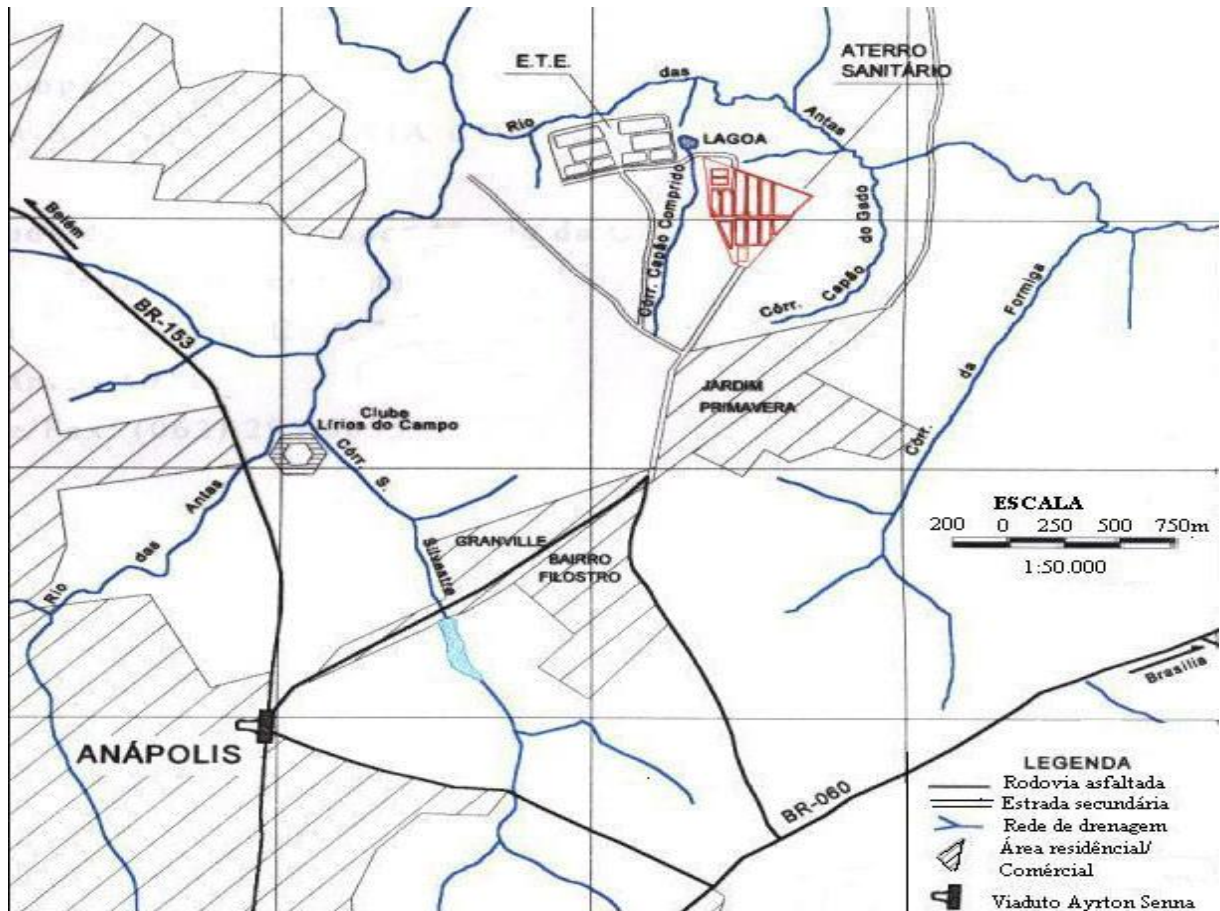 E.T.E.
ATERRO
SANITÁRIO
Rio
das
Antas
LAGOA
Belém
BR-153
Córr. Capão Comprido
Córr. Capão do Gado
Córr. da Formiga
JARDIM
PRIMAVERA
Clube
Lírios do Campo
Córr. S. Silvestre
Rio das Antas
GRANVILLE
BAIRRO
FILOSTRO
ESCALA
200 0 250 500 750m
1:50.000
Brasília
ANÁPOLIS
BR-060
LEGENDA
Rodovia asfaltada
Estrada secundária
Rede de drenagem
Área residêncial/
Comércial
Viaduto Ayrton Senna